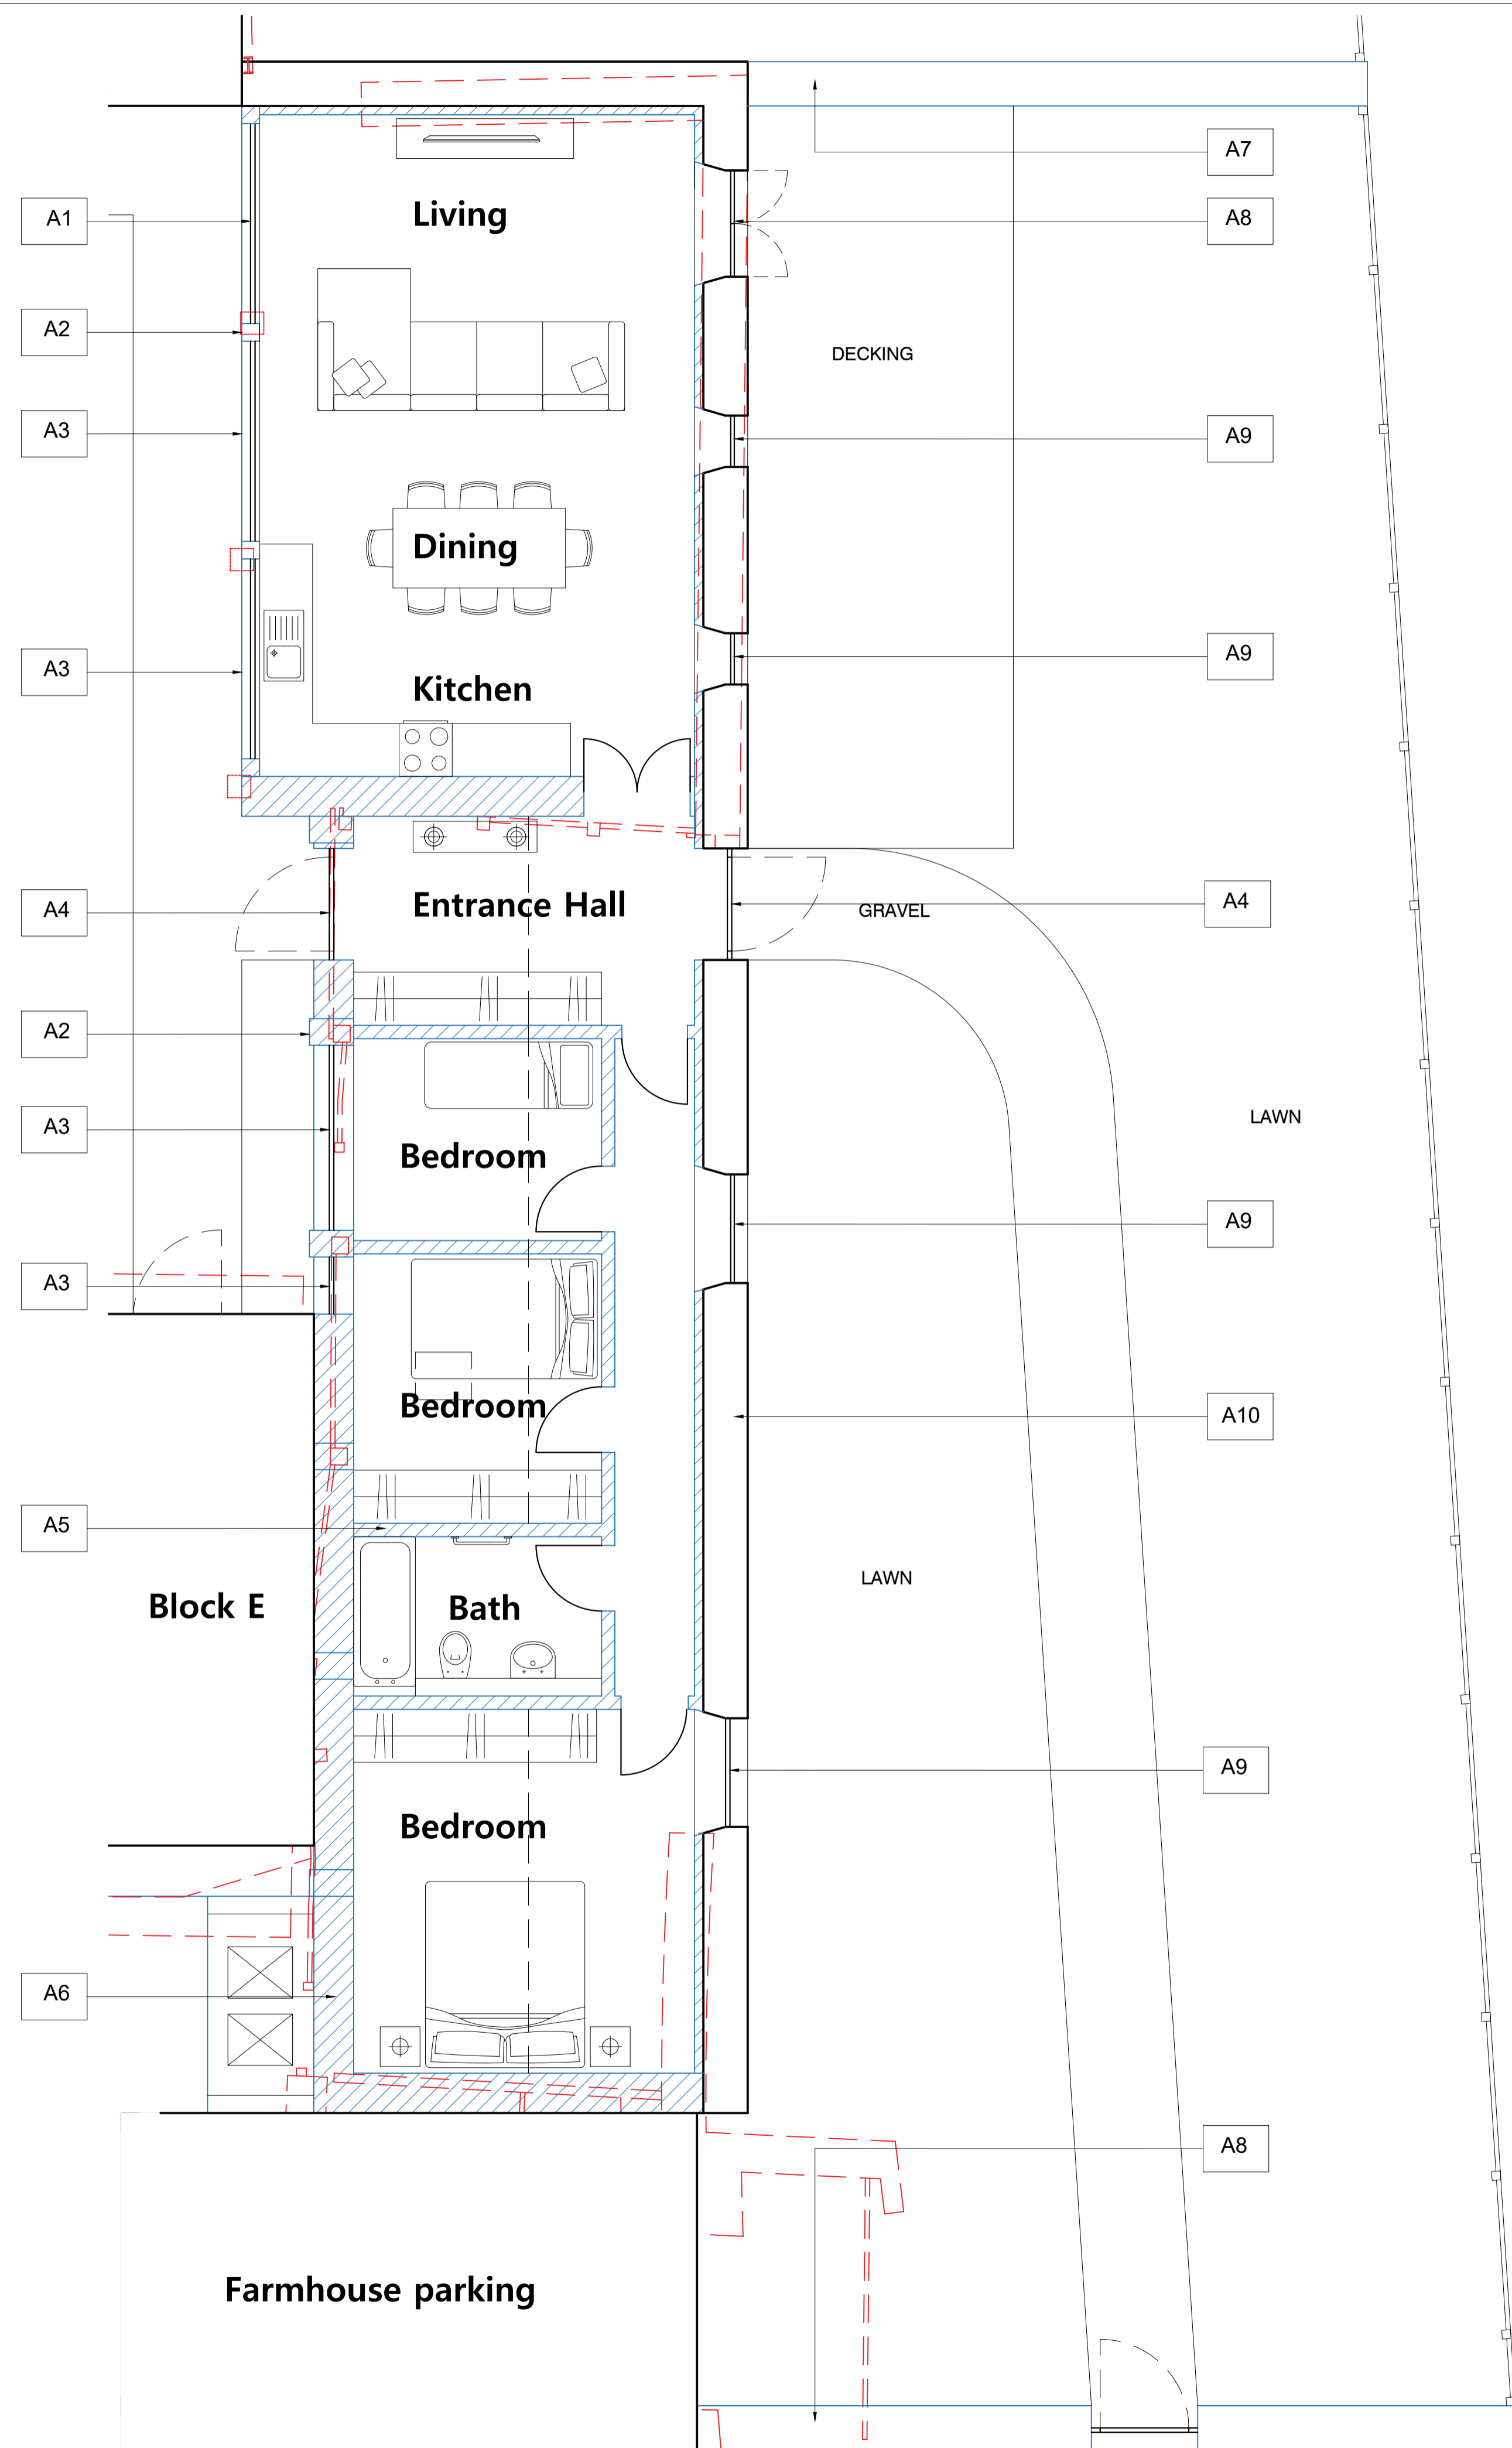 A7
Living
A1
A8
A2
DECKING
A3
A9
Dining
A3
Kitchen
A9
A4
Entrance Hall
GRAVEL
A4
A2
A3
Bedroom
LAWN
A9
A3
Bedroom
A10
A5
Block E
Bath
LAWN
A9
Bedroom
A6
A8
Farmhouse parking